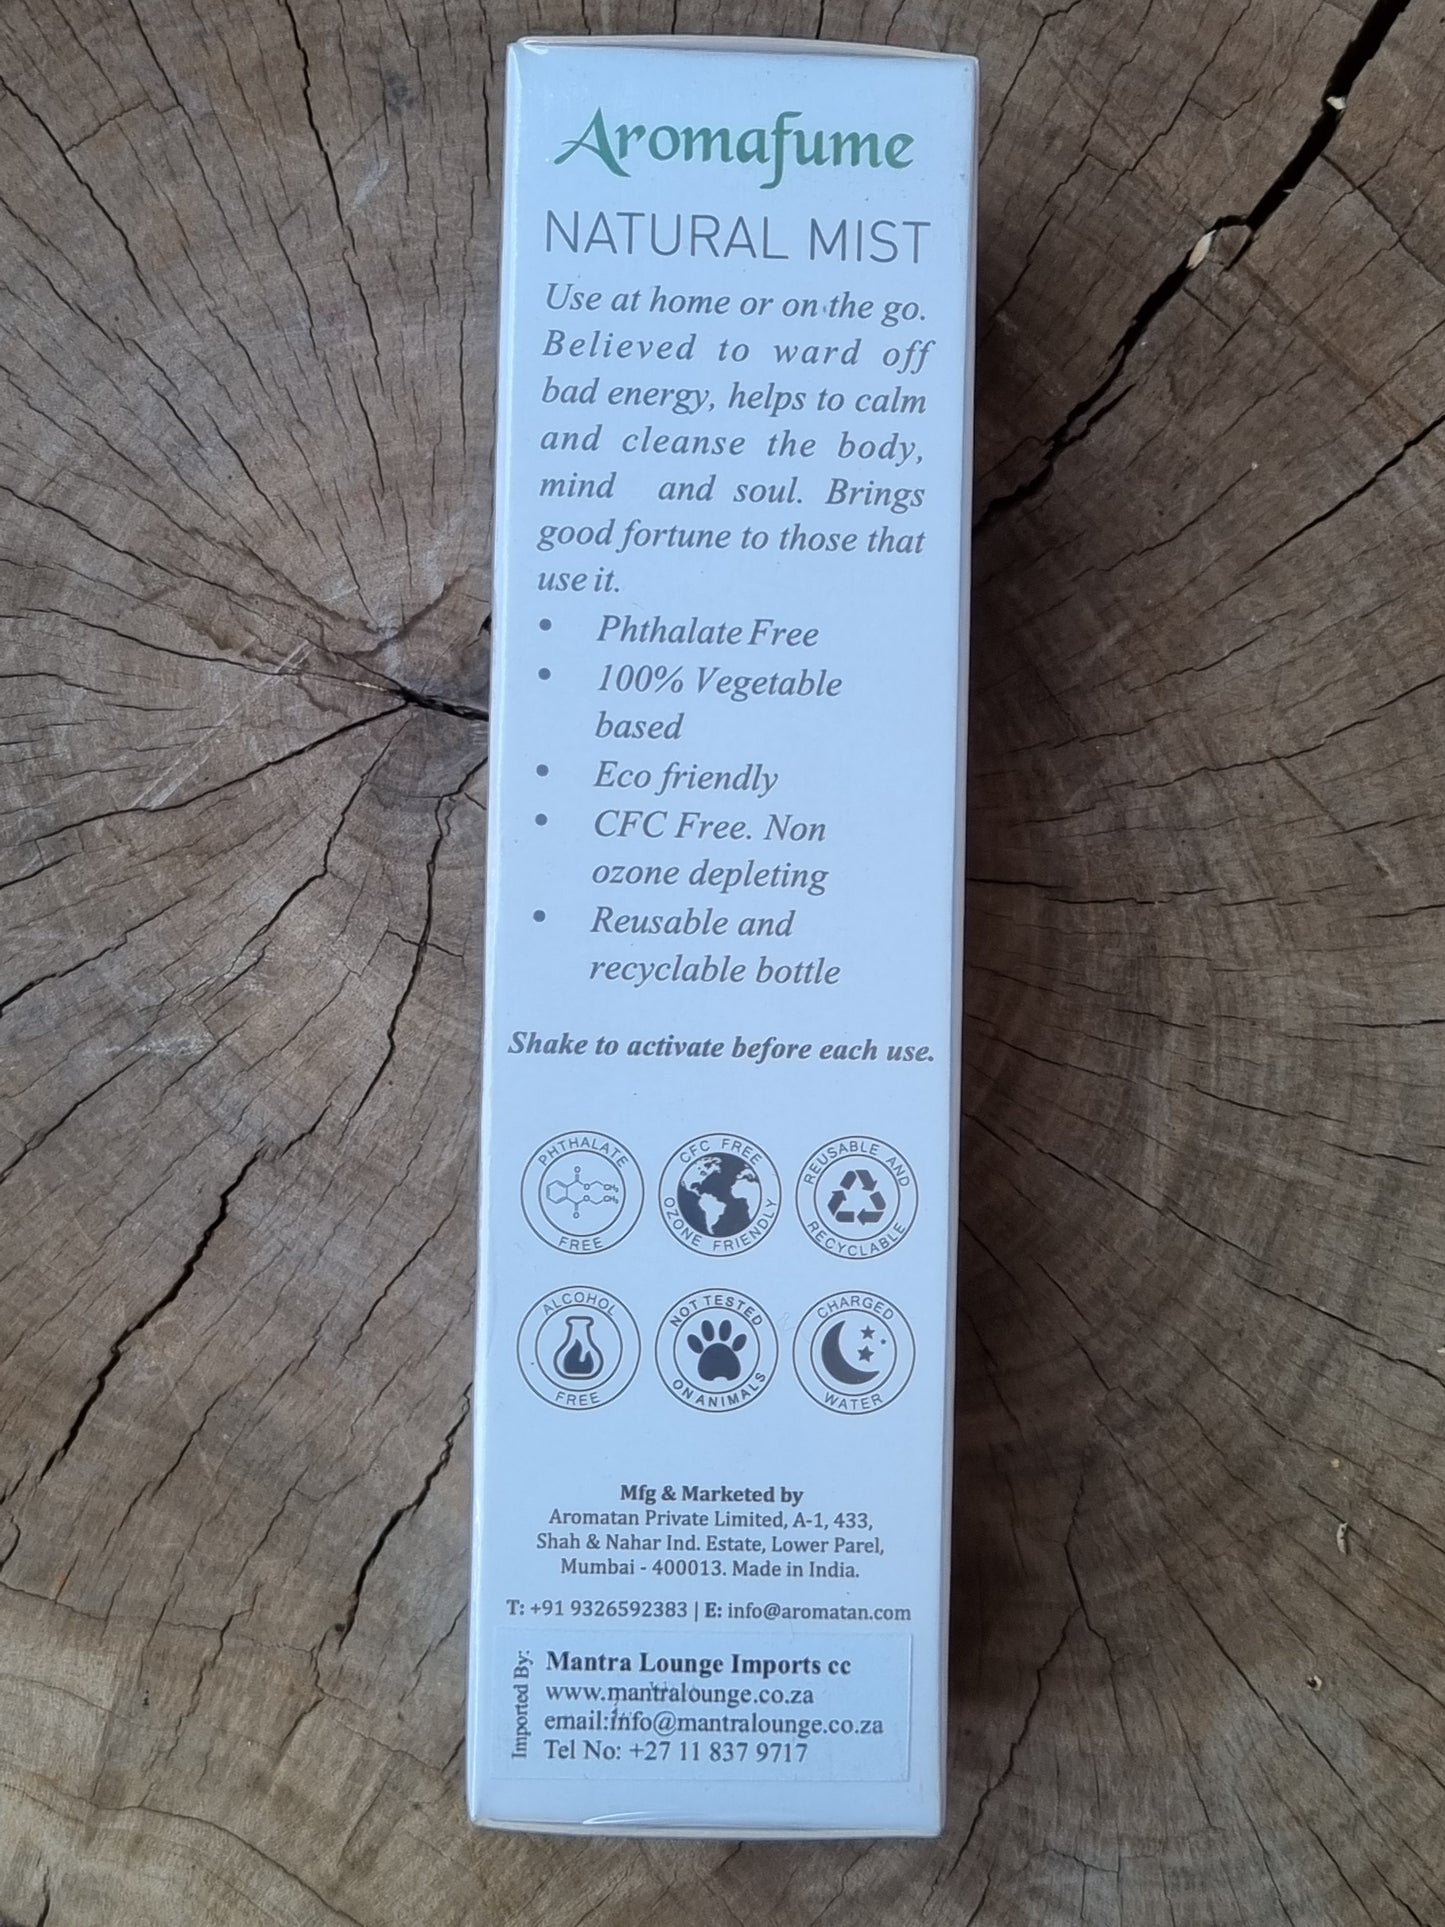 Aromafume
NATURAL MIST
Use at home or on the go.
Believed to ward off
bad energy, helps to calm
and cleanse the body,
mind and soul. Brings
good fortune to those that
use it.
• Phthalate Free
• 100% Vegetable
based
• Eco friendly
• CFC Free. Non
ozone depleting
• Reusable and
recyclable bottle
Shake to activate before each use.
PHTHALATE
FREE
CFC FREE
OZONE FRIENDLY
REUSABLE AND
RECYCLABLE
ALCOHOL
FREE
NOT TESTED
ON ANIMALS
CHARGED
WATER
Mfg & Marketed by
Aromatan Private Limited, A-1, 433,
Shah & Nahar Ind. Estate, Lower Parel,
Mumbai - 400013. Made in India.
T: +91 9326592383 | E: info@aromatan.com
Imported By:
Mantra Lounge Imports cc
www.mantralounge.co.za
email:info@mantralounge.co.za
Tel No: +27 11 837 9717